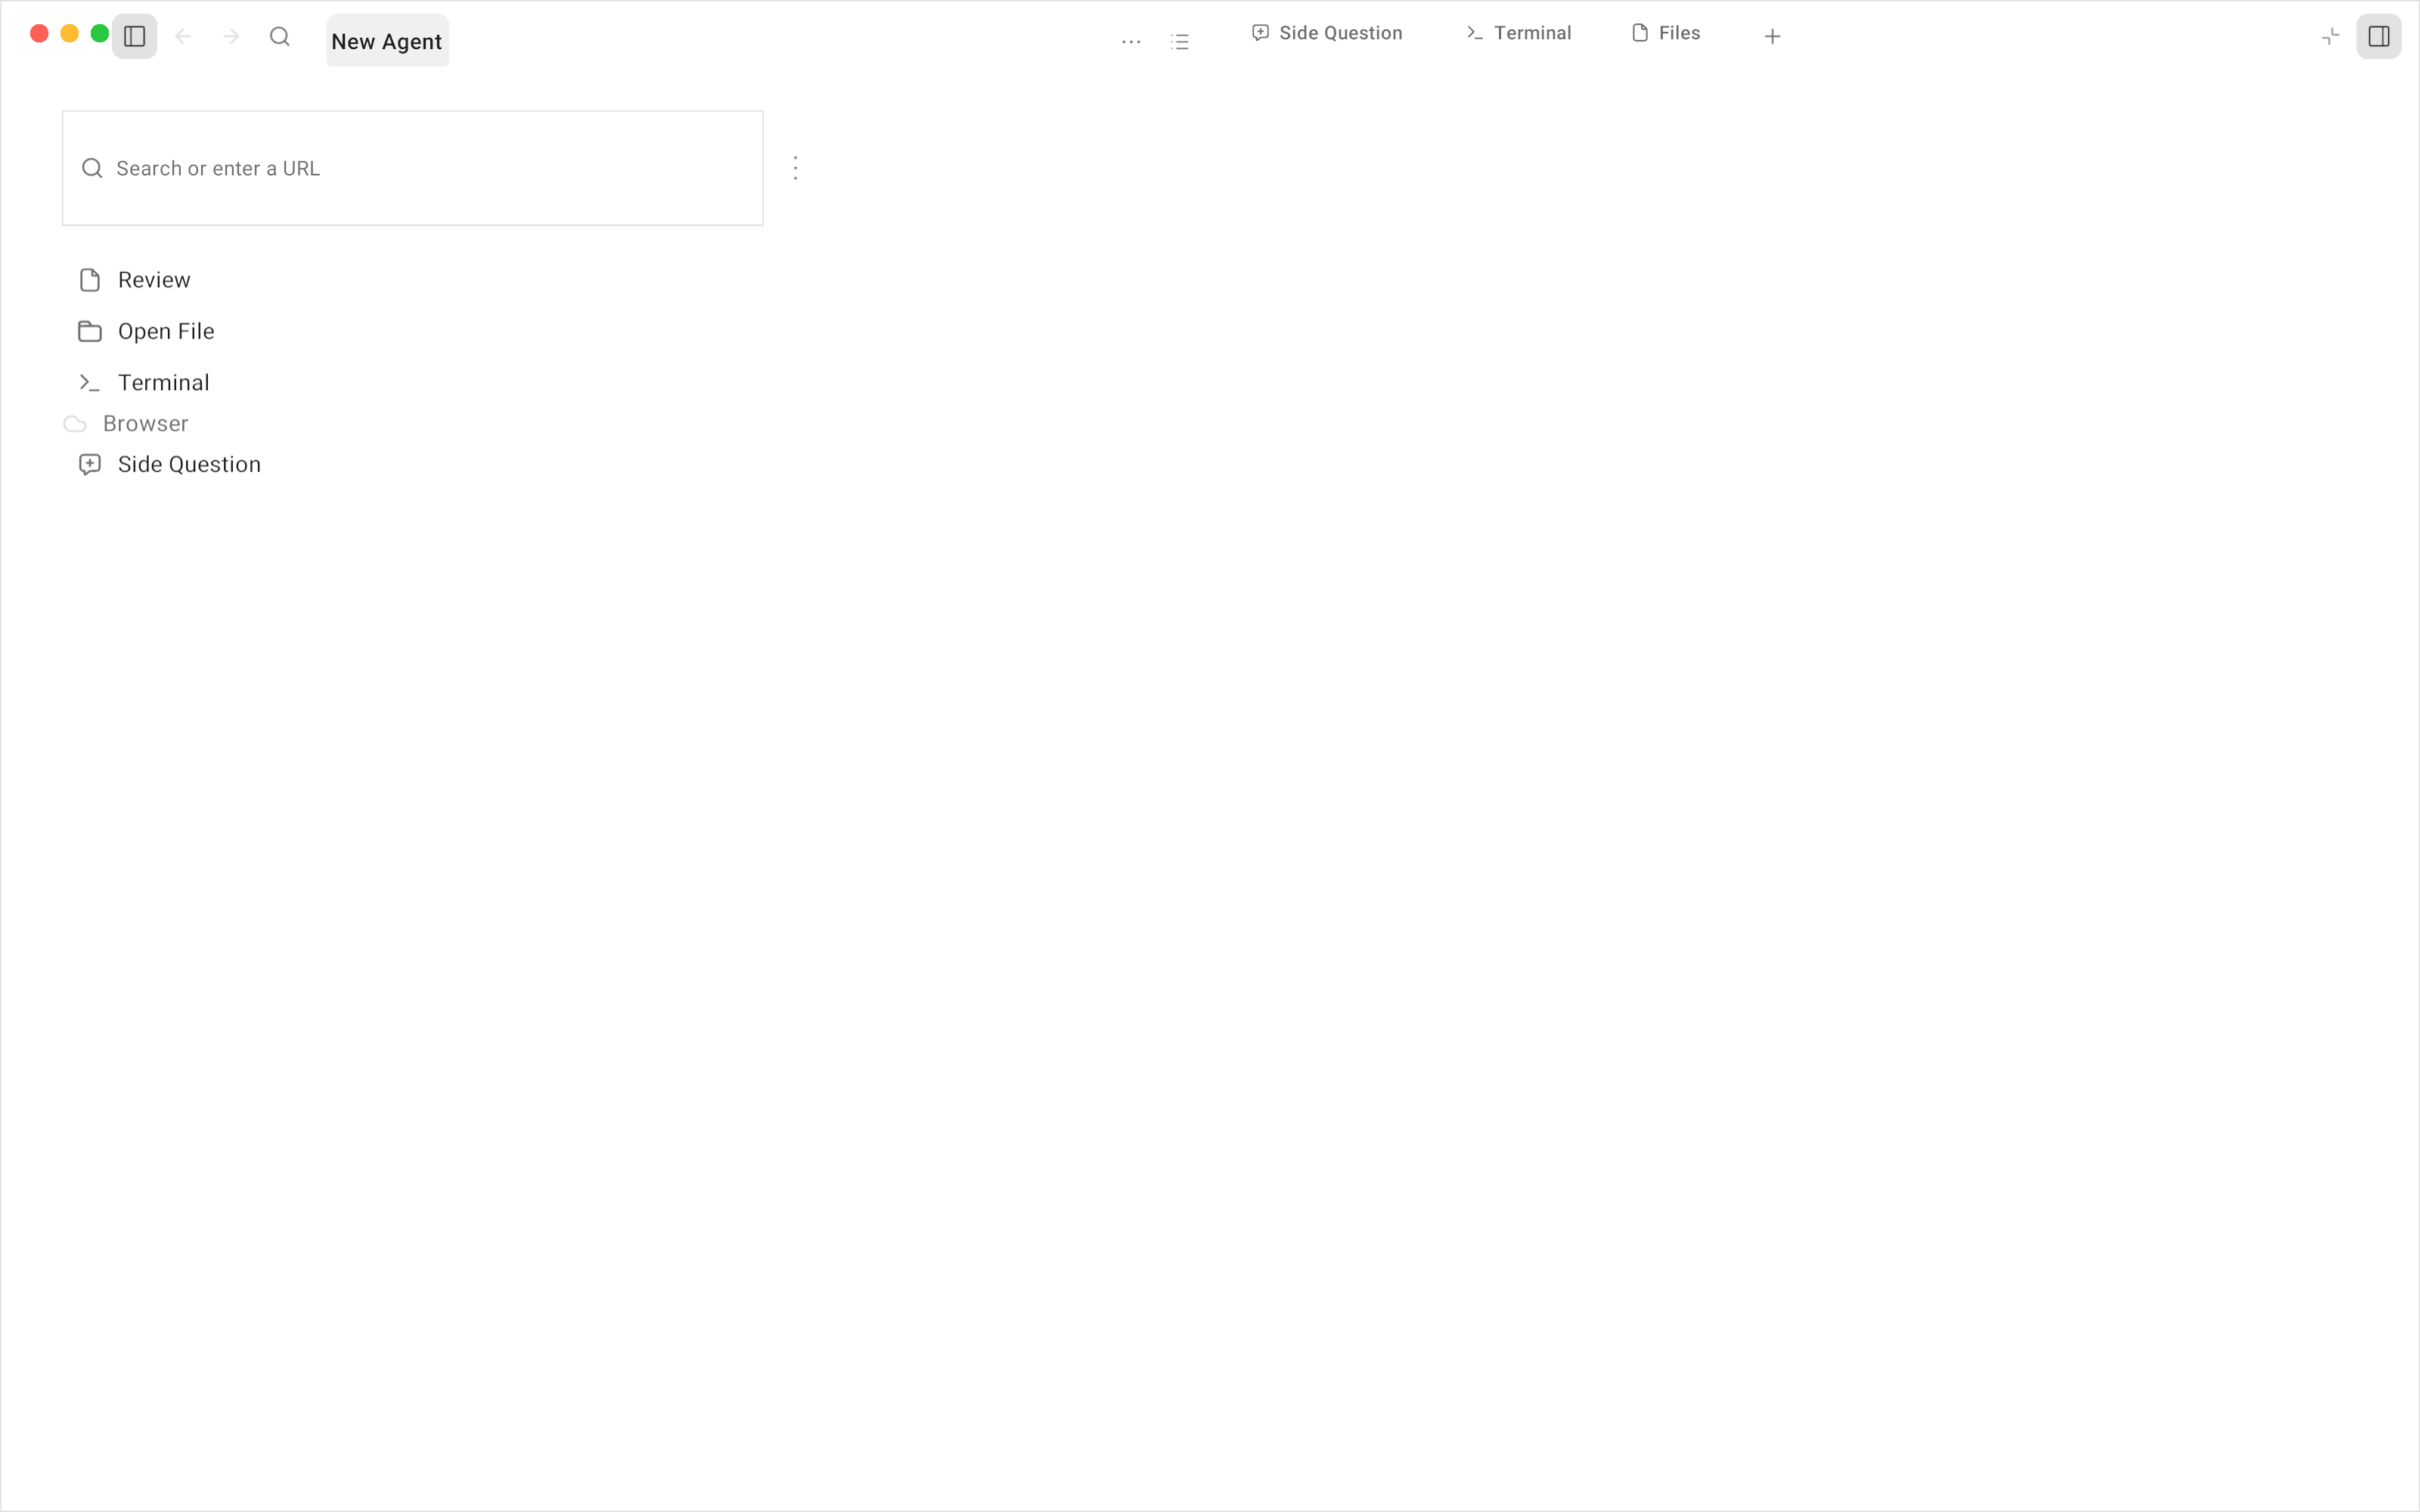 New Agent
Side Question
Terminal
Files
Search or enter a URL
Review
Open File
Terminal
Browser
Side Question